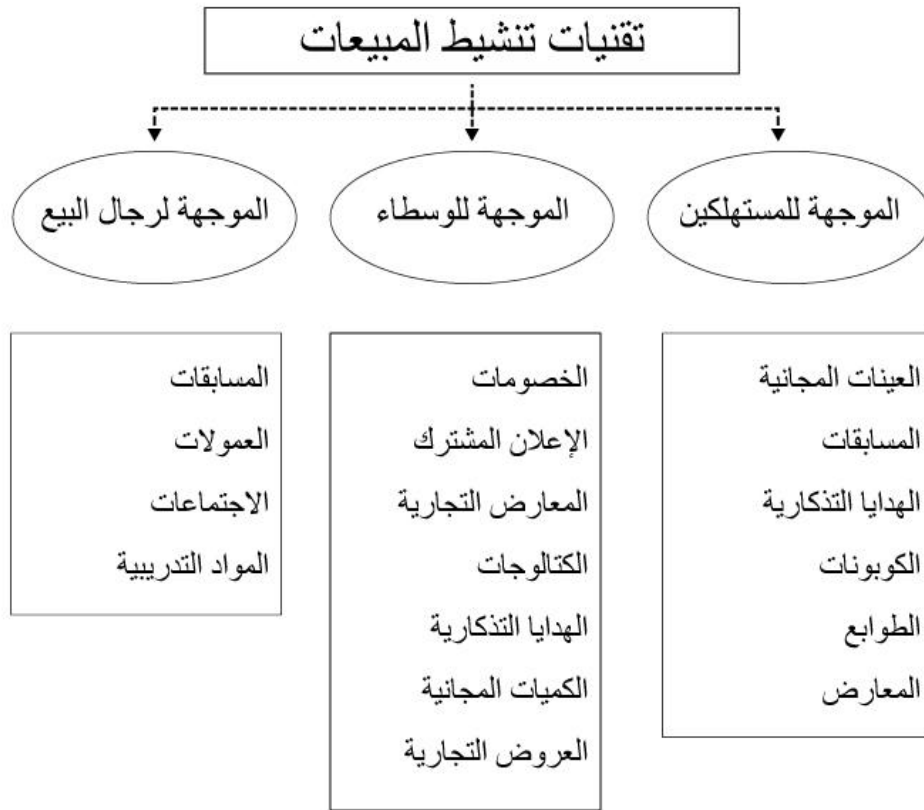 تقنيات تنشيط المبيعات
الموجهة للمستهلكين
الموجهة للوسطاء
الموجهة لرجال البيع
العينات المجانية
المسابقات
الهدايا التذكارية
الكوبونات
الطوابع
المعارض
الخصومات
الإعلان المشترك
المعارض التجارية
الكتالوجات
الهدايا التذكارية
الكميات المجانية
العروض التجارية
المسابقات
العمولات
الاجتماعات
المواد التدريبية